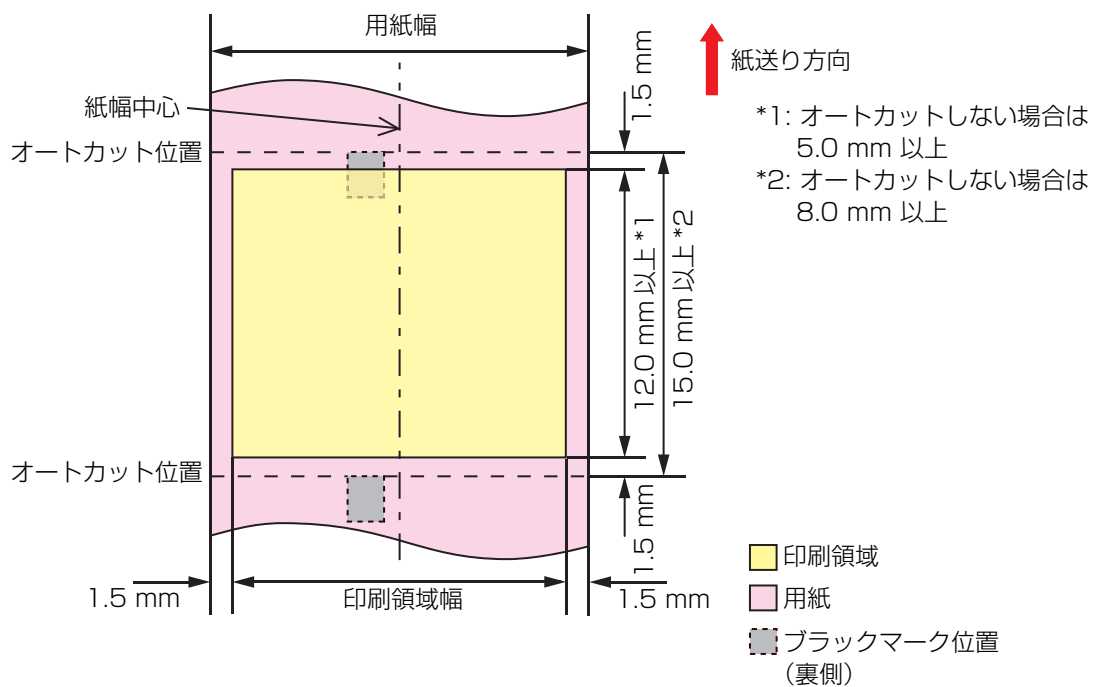 用紙幅
紙送り方向
1.5 mm
紙幅中心
オートカット位置
*1: オートカットしない場合は
5.0 mm 以上
*2: オートカットしない場合は
8.0 mm 以上
12.0 mm以上*1
15.0 mm以上*2
オートカット位置
1.5 mm
1.5 mm
印刷領域幅
1.5 mm
印刷領域
用紙
ブラックマーク位置
（裏側）